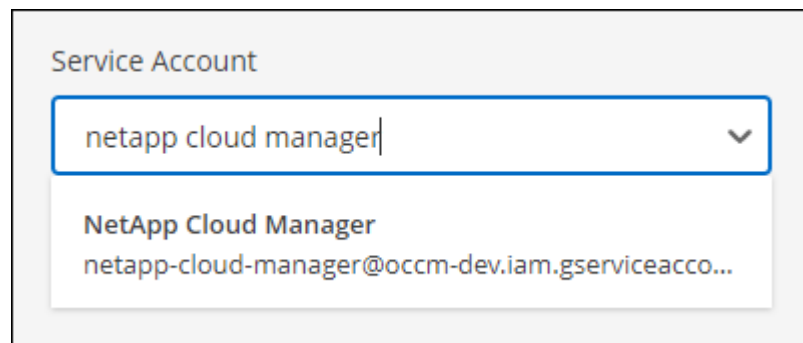 Service Account
netapp cloud manager
NetApp Cloud Manager
netapp-cloud-manager@occm-dev.iam.gserviceacco...